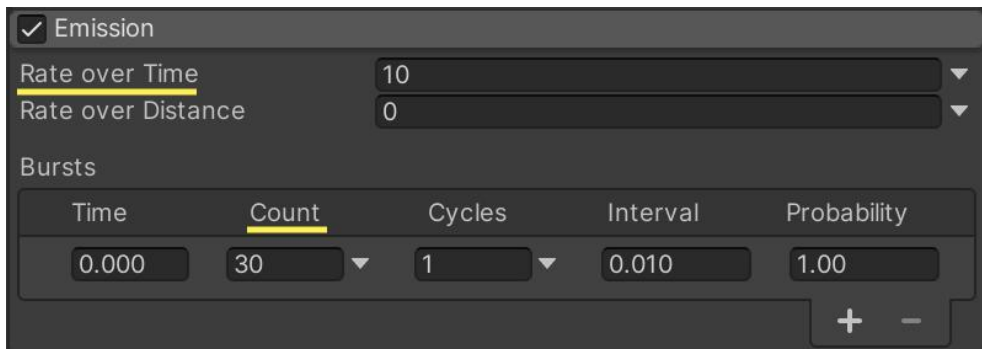 Emission
Rate over Time 10
Rate over Distance 0
Bursts
Time Count Cycles Interval Probability
0.000 30 1 0.010 1.00